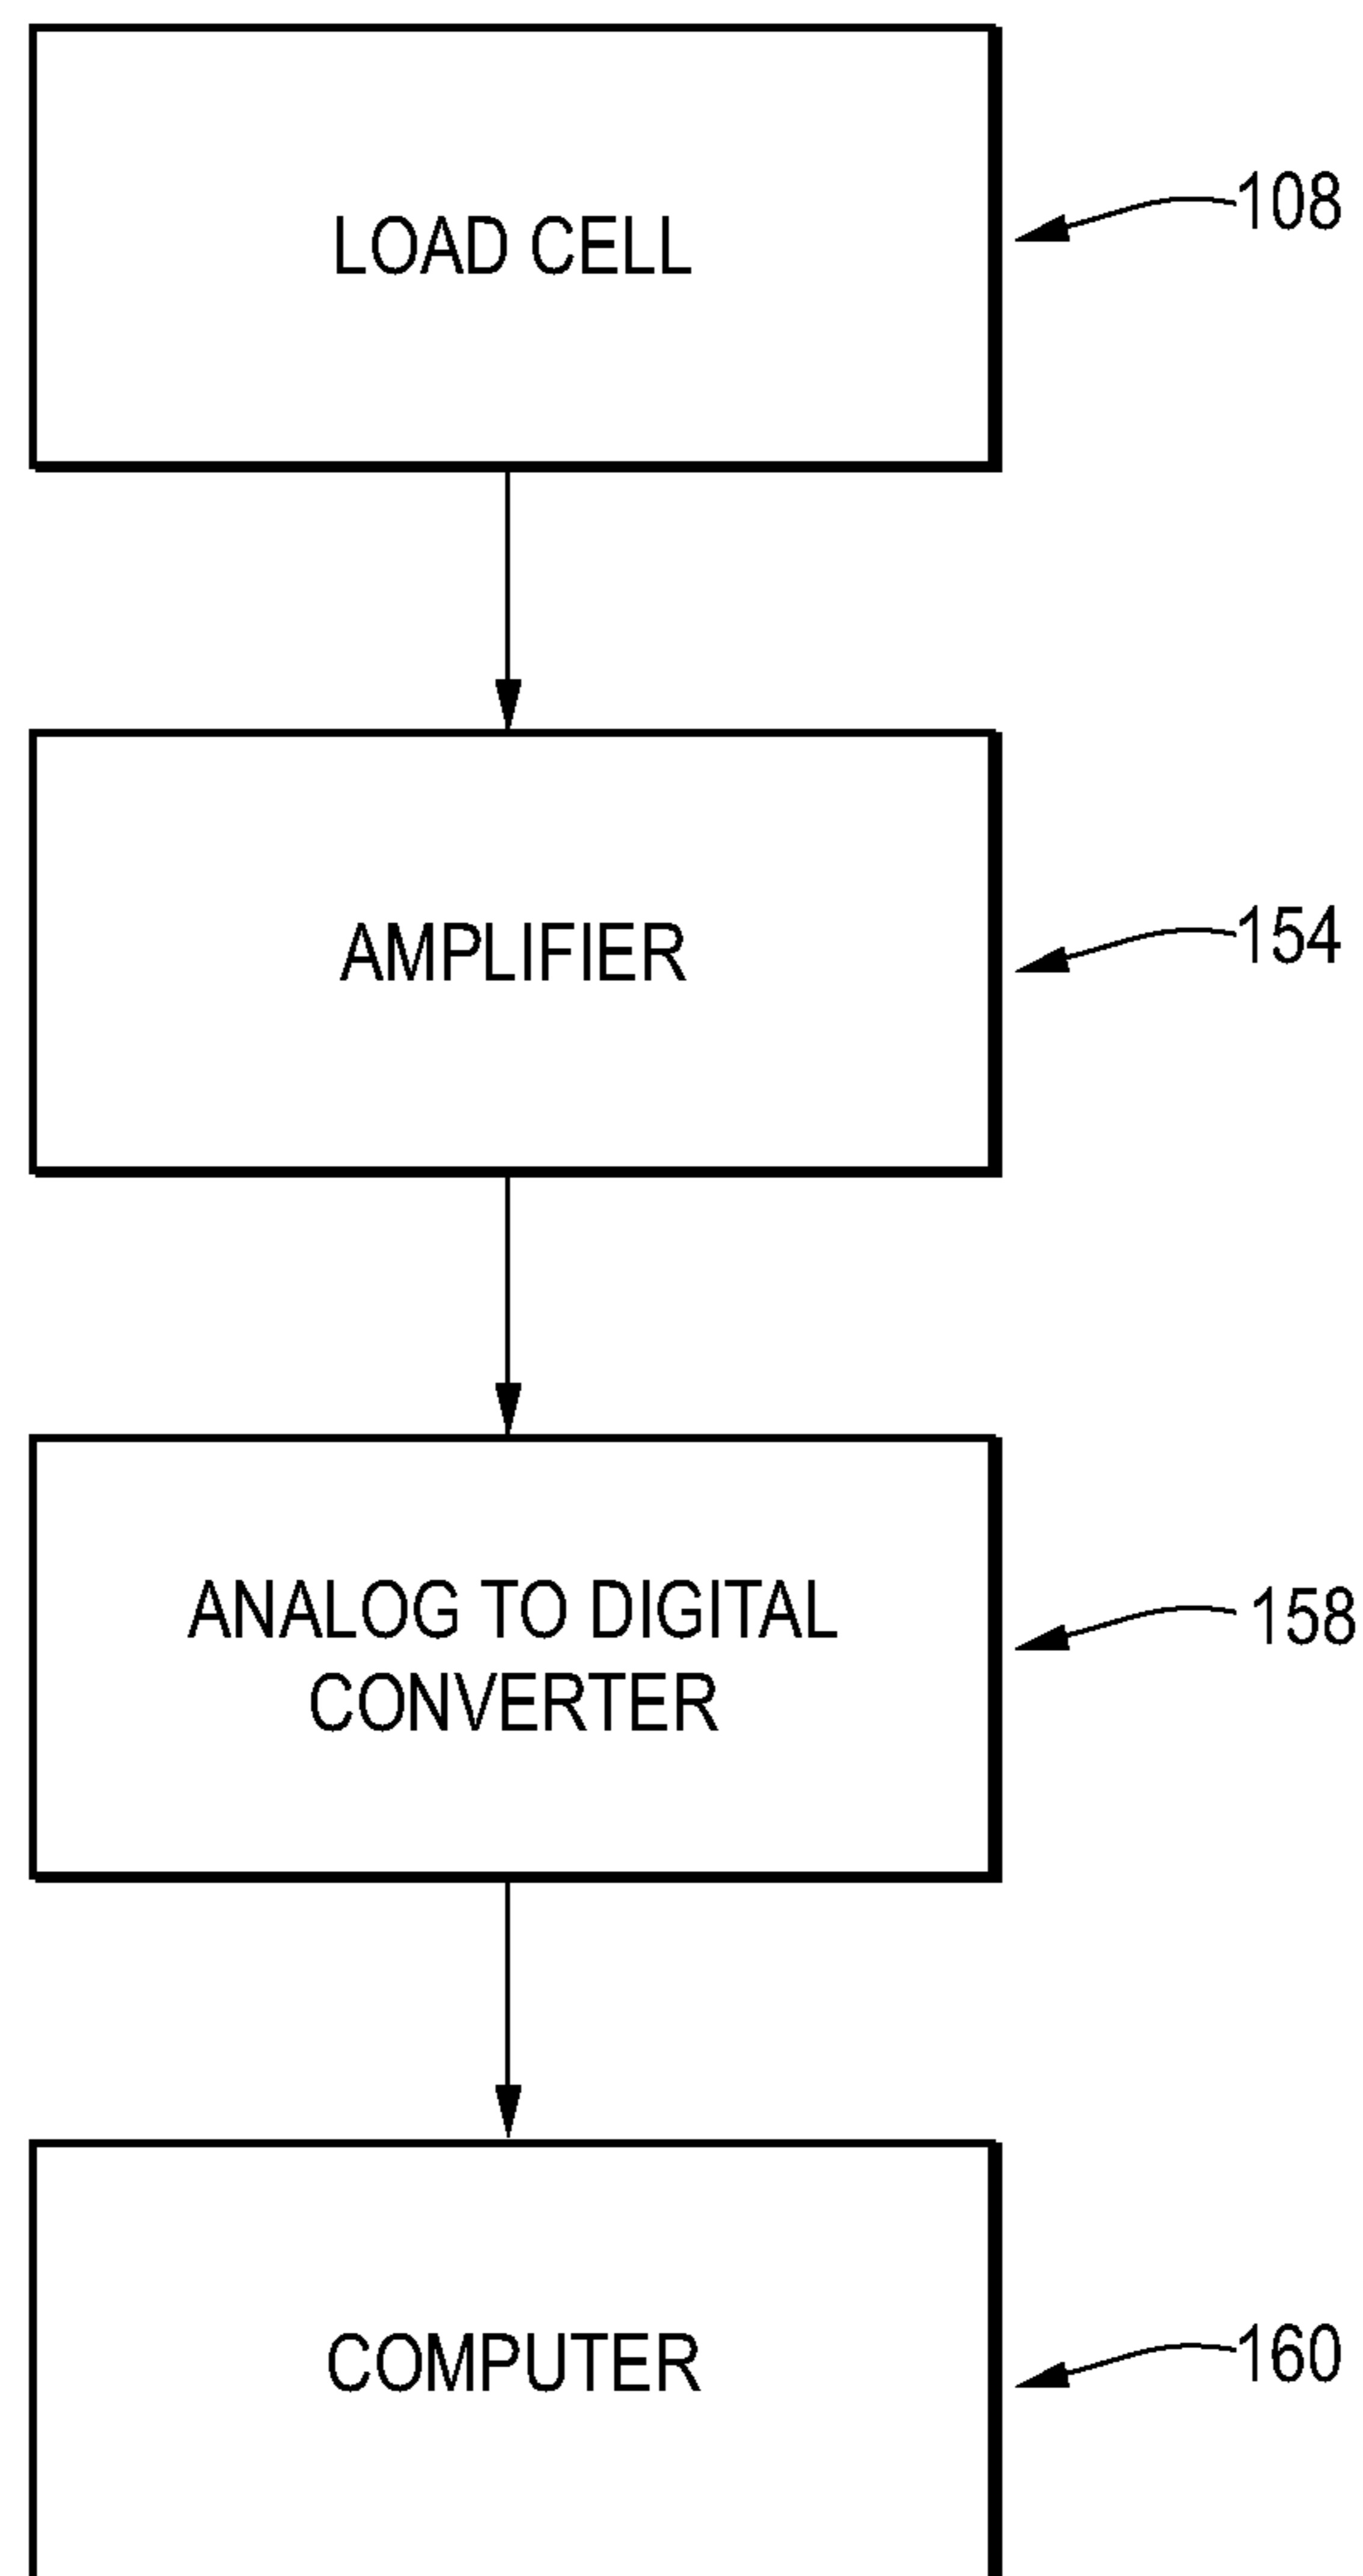 LOAD CELL
108
AMPLIFIER
154
ANALOG TO DIGITAL
CONVERTER
158
COMPUTER
160